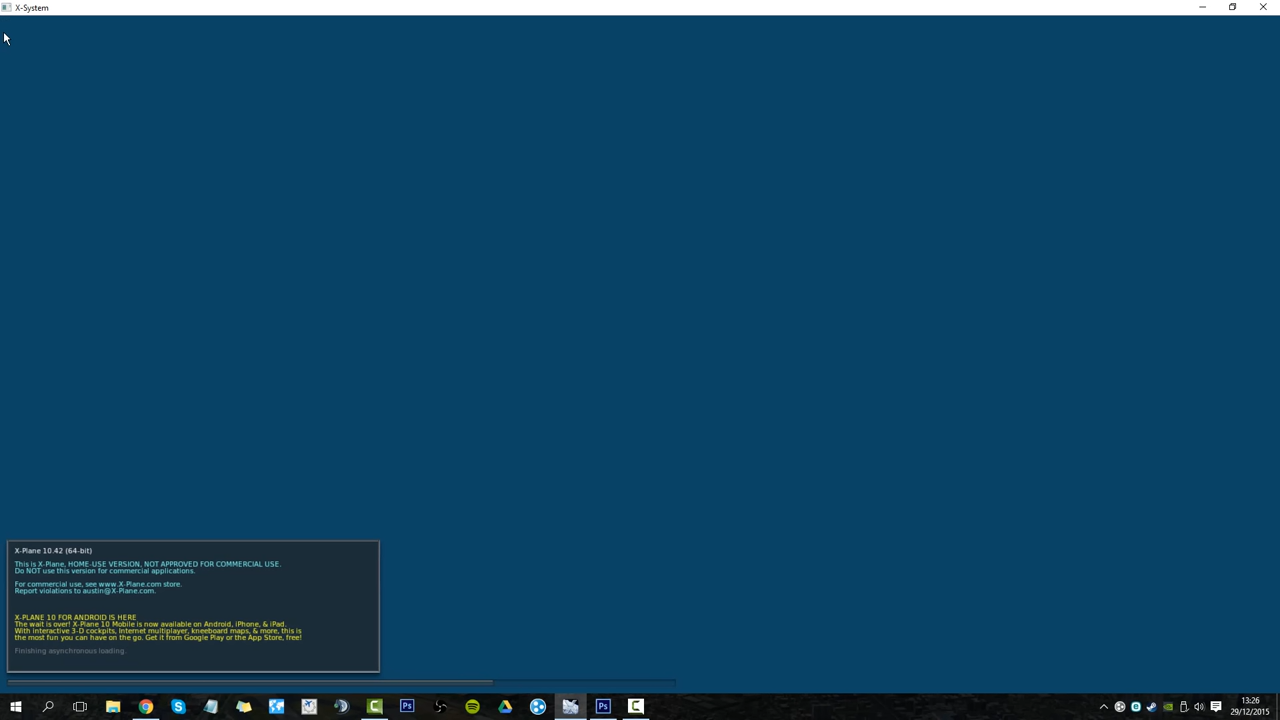 X-System
X-Plane 10.42 (64-bit)
This is X-Plane, HOME-USE VERSION, NOT APPROVED FOR COMMERCIAL USE.
Do NOT use this version for commercial applications.
For commercial use, see www.X-Plane.com store.
Report violations to austin@X-Plane.com.
X-PLANE 10 FOR ANDROID IS HERE
The wait is over! X-Plane 10 Mobile is now available on Android, iPhone, & iPad.
With interactive 3-D cockpits, Internet multiplayer, kneeboard maps, & more, this is
the most fun you can have on the go. Get it from Google Play or the App Store, free!
Finishing asynchronous loading.
13:26
29/12/2015